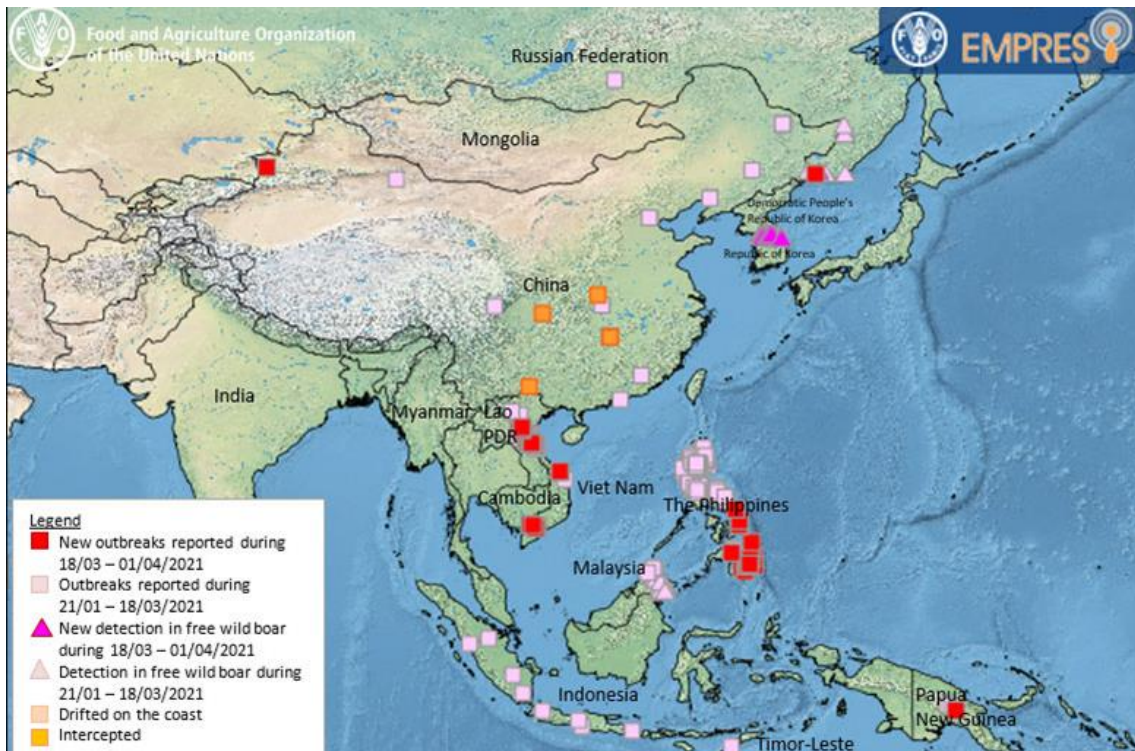 Food and Agriculture Organization
of the United Nations
EMPRES
Russian Federation
Mongolia
Democratic People's
Republic of Korea
Republic of Korea
China
India
Myanmar
Lao
PDR
Viet Nam
Cambodia
The Philippines
Malaysia
Indonesia
Papua
New Guinea
Timor-Leste
Legend
New outbreaks reported during
18/03 – 01/04/2021
Outbreaks reported during
21/01 – 18/03/2021
New detection in free wild boar
during 18/03 – 01/04/2021
Detection in free wild boar during
21/01 – 18/03/2021
Drifted on the coast
Intercepted